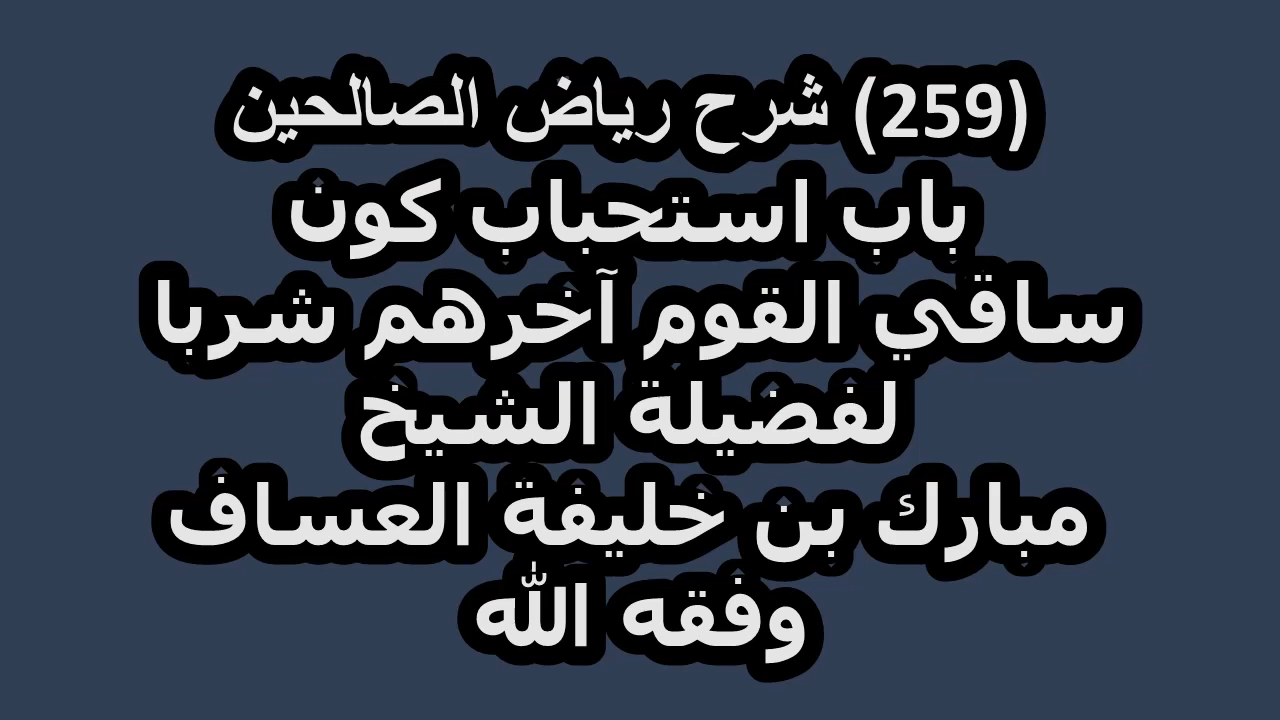 (259) شرح رياض الصالحين
باب استحباب كون
ساقي القوم آخرهم شربا
لفضيلة الشيخ
مبارك بن خليفة العساف
وفقه الله